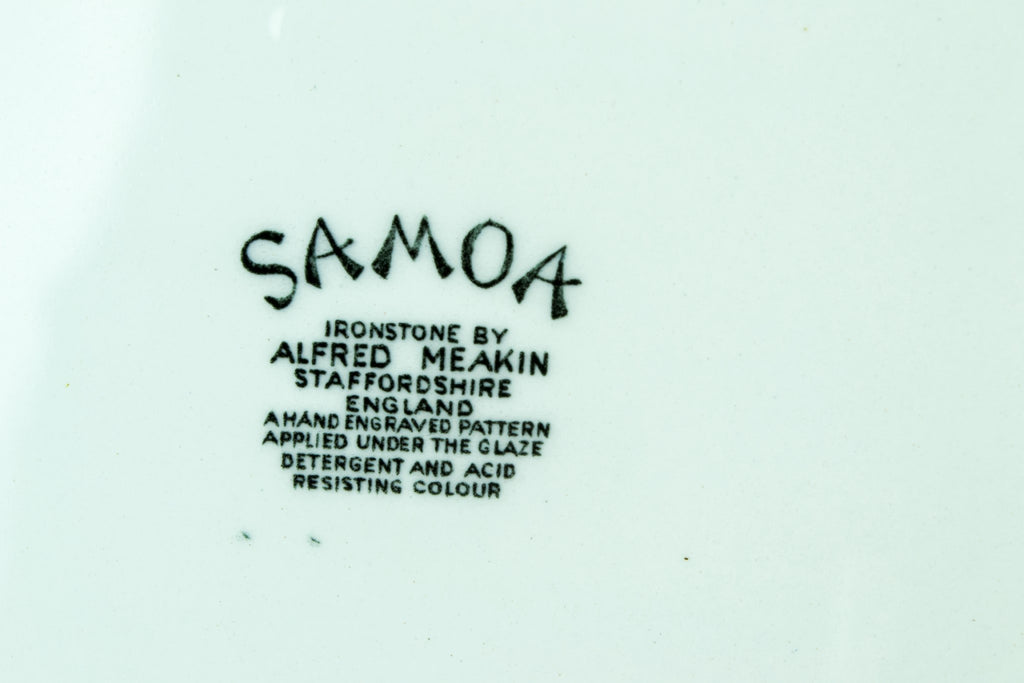 SAMOA
IRONSTONE BY
ALFRED MEAKIN
STAFFORDSHIRE
ENGLAND
A HAND ENGRAVED PATTERN
APPLIED UNDER THE GLAZE
DETERGENT AND ACID
RESISTING COLOUR